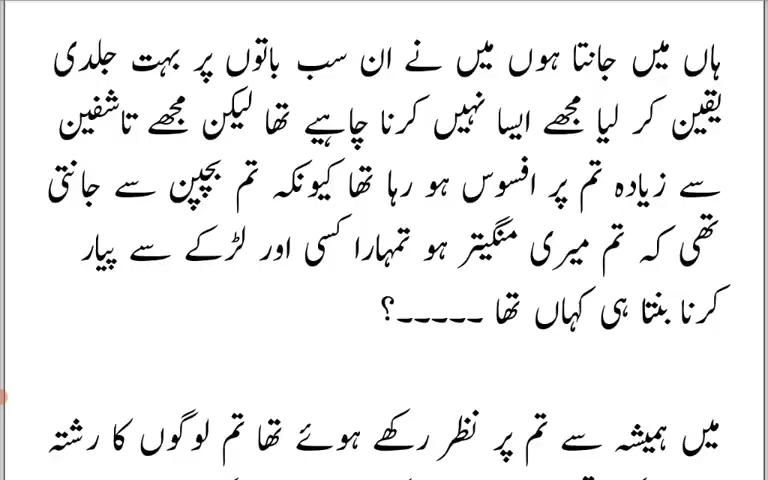 ہاں میں جانتا ہوں میں نے ان سب باتوں پر بہت جلدی
یقین کر لیا مجھے ایسا نہیں کرنا چاہیے تھا لیکن مجھے تاشفین
سے زیادہ تم پر افسوس ہو رہا تھا کیونکہ تم بچپن سے جانتی
تھی کہ تم میری منگیتر ہو تمہارا کسی اور لڑکے سے پیار
کرنا بنتا ہی کہاں تھا ۔۔۔۔۔؟
میں ہمیشہ سے تم پر نظر رکھے ہوئے تھا تم لوگوں کا رشتہ